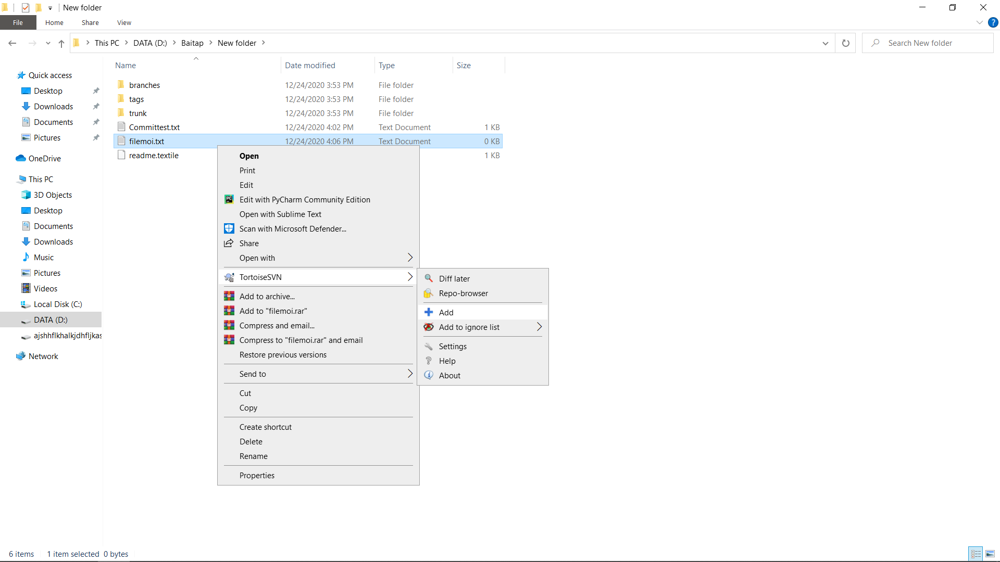 New folder
File Home Share View
This PC DATA (D:) Baitap New folder
Search New folder
Name Date modified Type Size
Quick access
Desktop
Downloads
Documents
Pictures
OneDrive
This PC
3D Objects
Desktop
Documents
Downloads
Music
Pictures
Videos
Local Disk (C:)
DATA (D:)
ajshhflkhalkjdhfljkas
Network
branches 12/24/2020 3:53 PM File folder
tags 12/24/2020 3:53 PM File folder
trunk 12/24/2020 3:53 PM File folder
Committest.txt 12/24/2020 4:02 PM Text Document 1 KB
filemoi.txt 12/24/2020 4:06 PM Text Document 0 KB
readme.textile 1 KB
Open
Print
Edit
Edit with PyCharm Community Edition
Open with Sublime Text
Scan with Microsoft Defender...
Share
Open with
TortoiseSVN
Add to archive...
Add to "filemoi.rar"
Compress and email...
Compress to "filemoi.rar" and email
Restore previous versions
Send to
Cut
Copy
Create shortcut
Delete
Rename
Properties
Diff later
Repo-browser
Add
Add to ignore list
Settings
Help
About
6 items 1 item selected 0 bytes